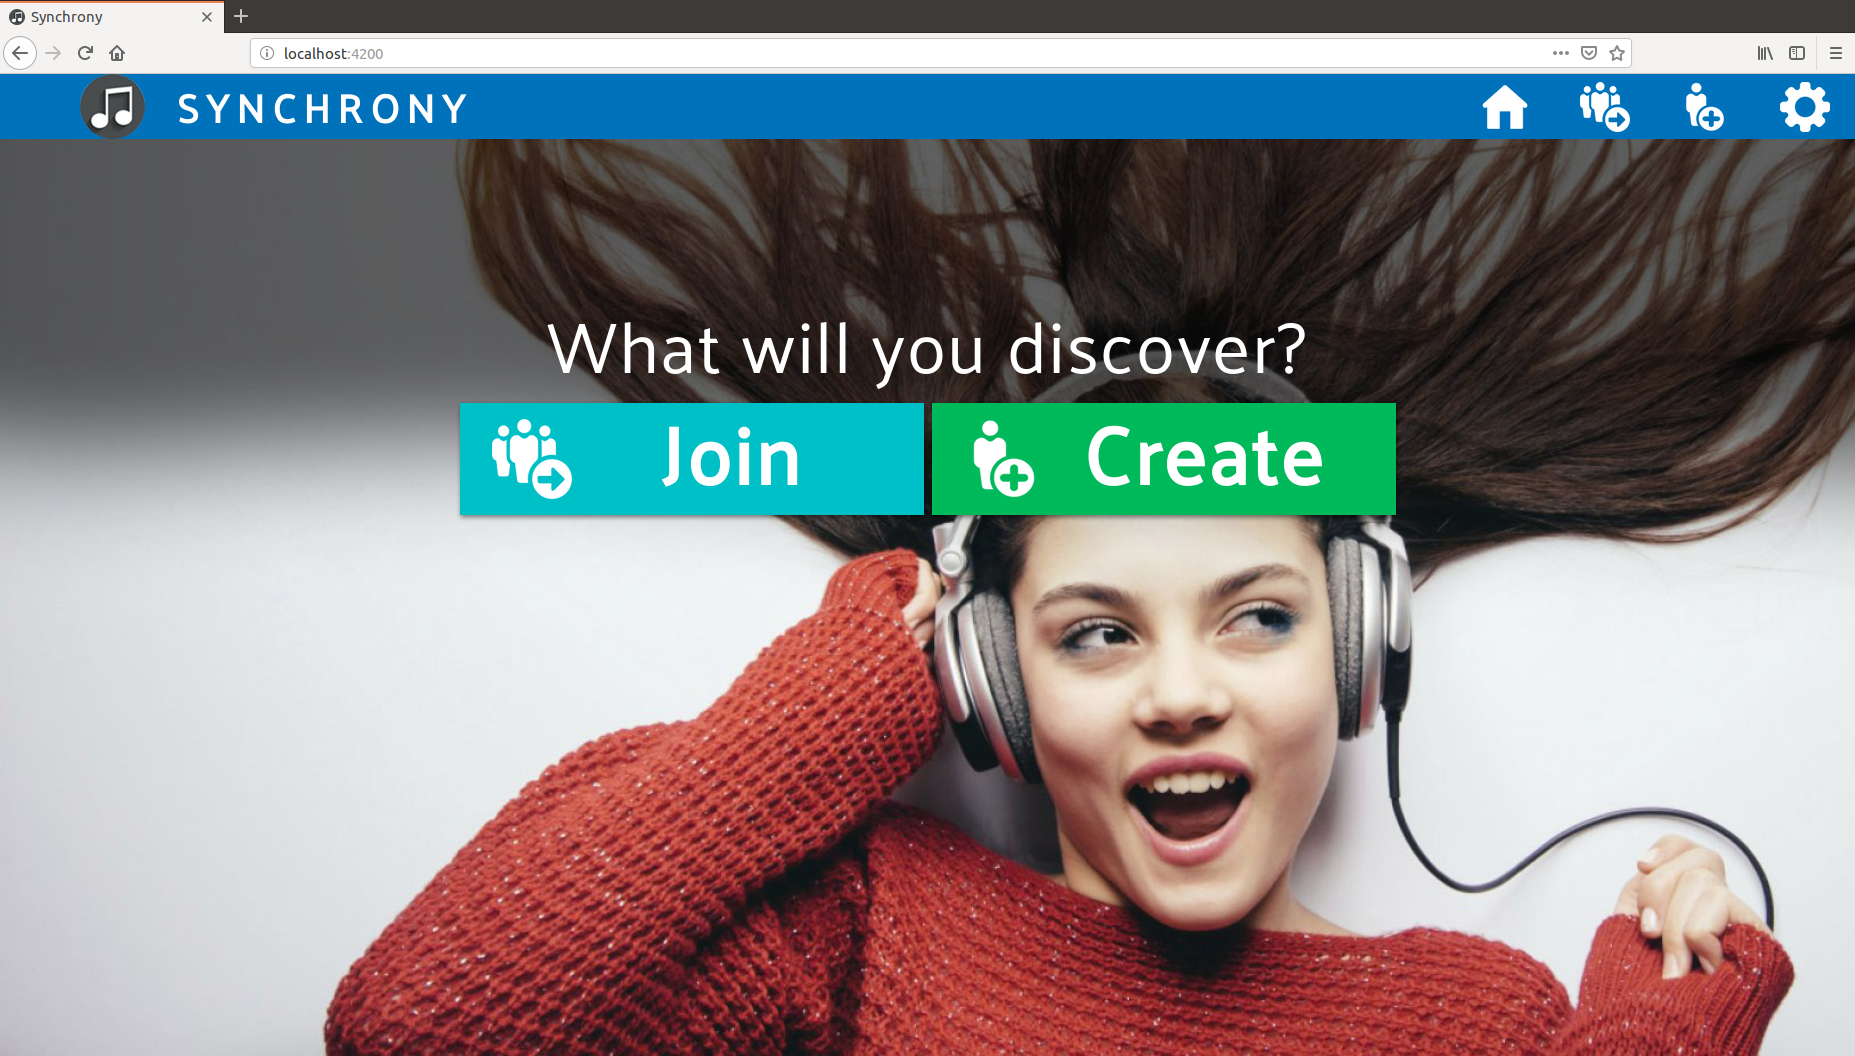 Synchrony
localhost:4200
SYNCHRONY
What will you discover?
Join
Create